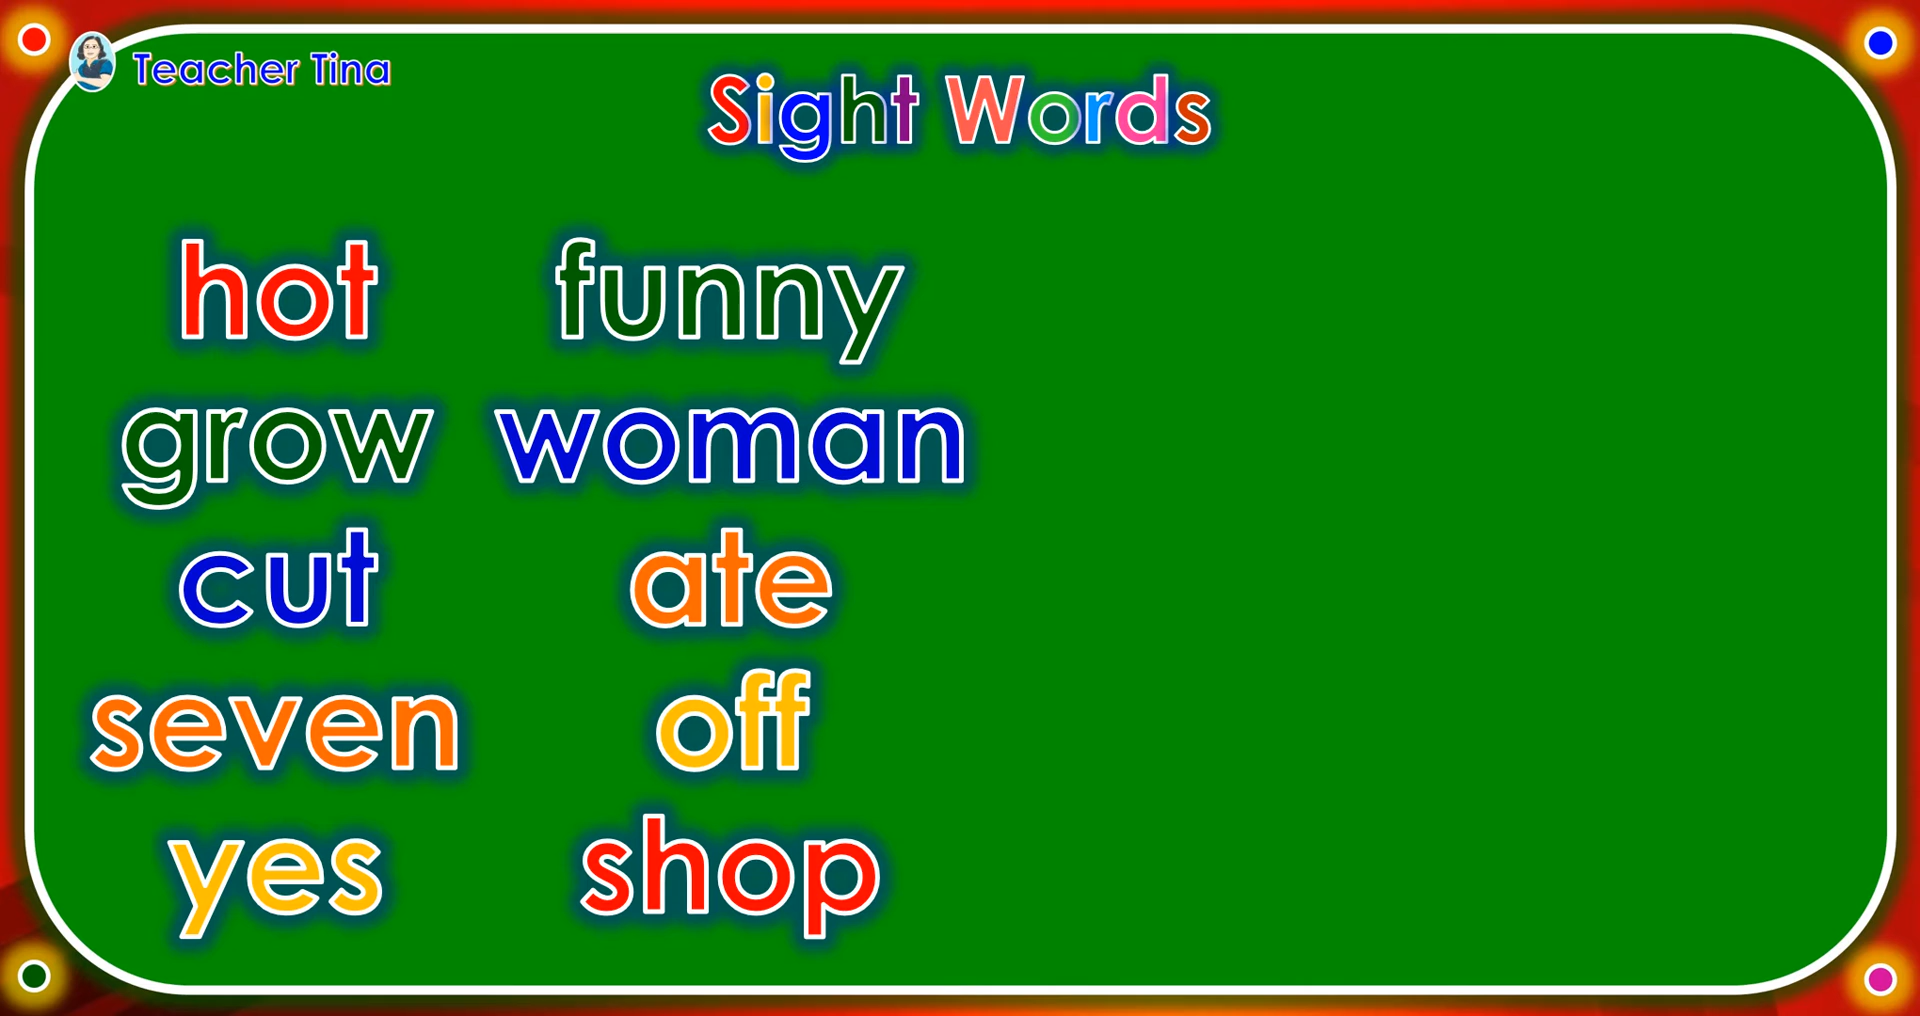 Teacher Tina
Sight Words
hot funny
grow woman
cut ate
seven off
yes shop